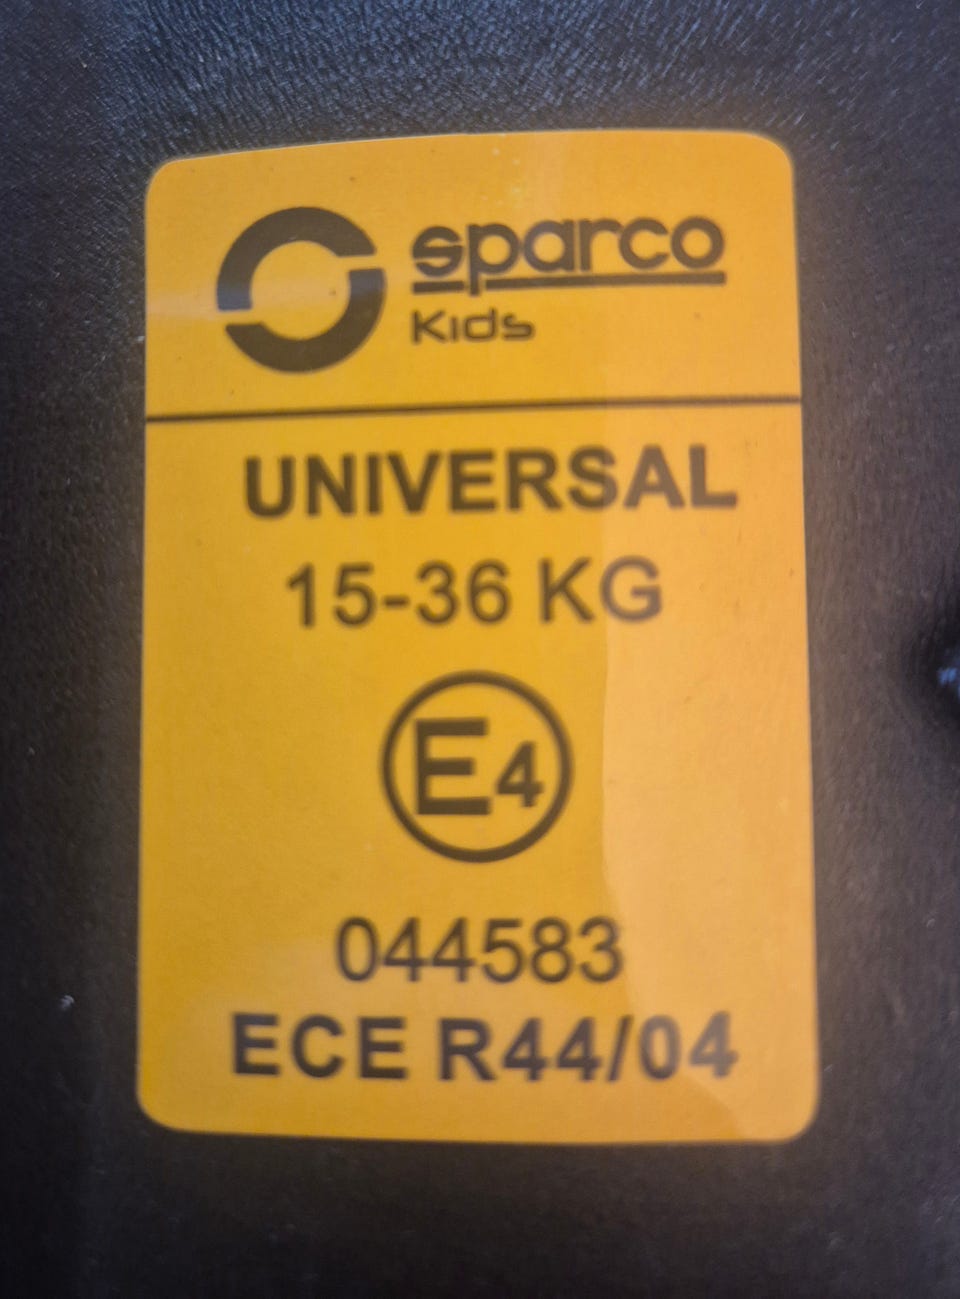 sparco
Kids
UNIVERSAL
15-36 KG
E4
044583
ECE R44/04